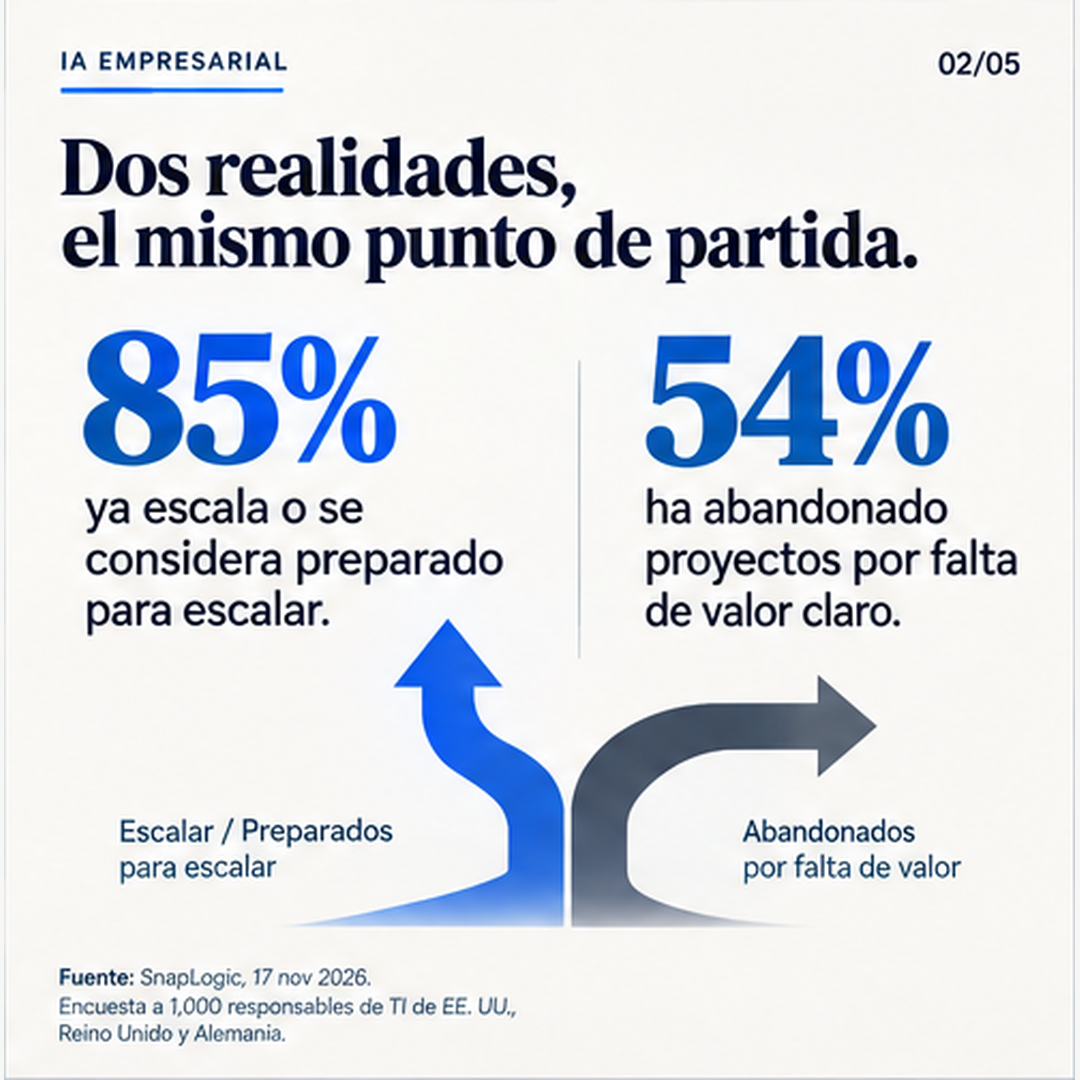 IA EMPRESARIAL
02/05
Dos realidades,
el mismo punto de partida.
85%
ya escala o se
considera preparado
para escalar.
54%
ha abandonado
proyectos por falta
de valor claro.
Escalar / Preparados
para escalar
Abandonados
por falta de valor
Fuente: SnapLogic, 17 nov 2026.
Encuesta a 1,000 responsables de TI de EE. UU.,
Reino Unido y Alemania.